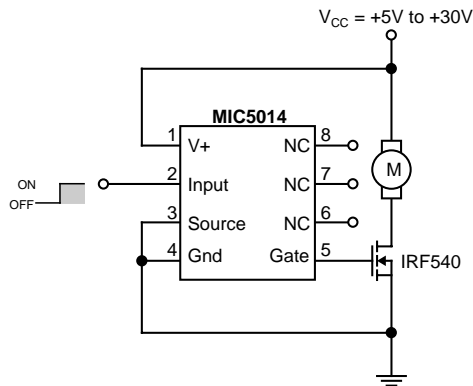 VCC = +5V to +30V
MIC5014
1 V+ NC 8
ON
OFF
2 Input NC 7
3 Source NC 6
4 Gnd Gate 5
M
IRF540